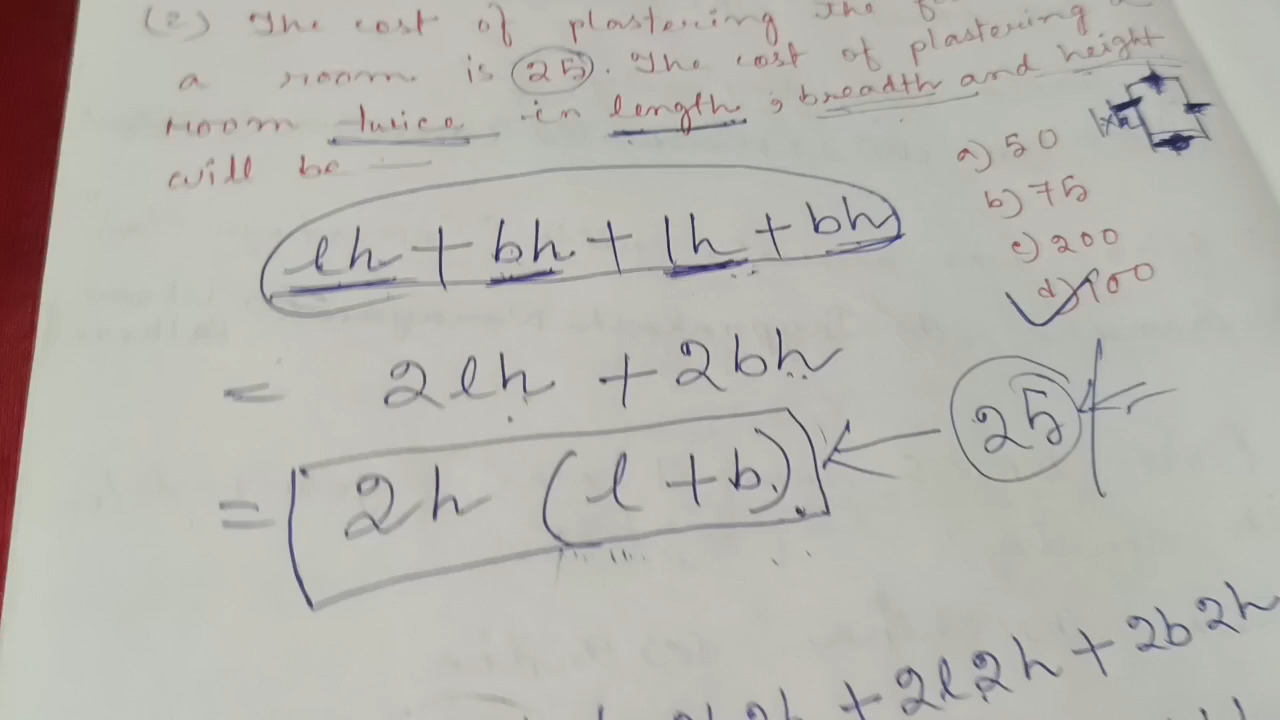 (2) The cost of plastering the
a room is 25. The cost of plastering
room twice in length, breadth and height
will be —
a) 50
b) 75
c) 200
d) 100
lh + bh + lh + bh
= 2lh + 2bh
= 2h (l + b) ← 25
+ 2l2h + 2b2h